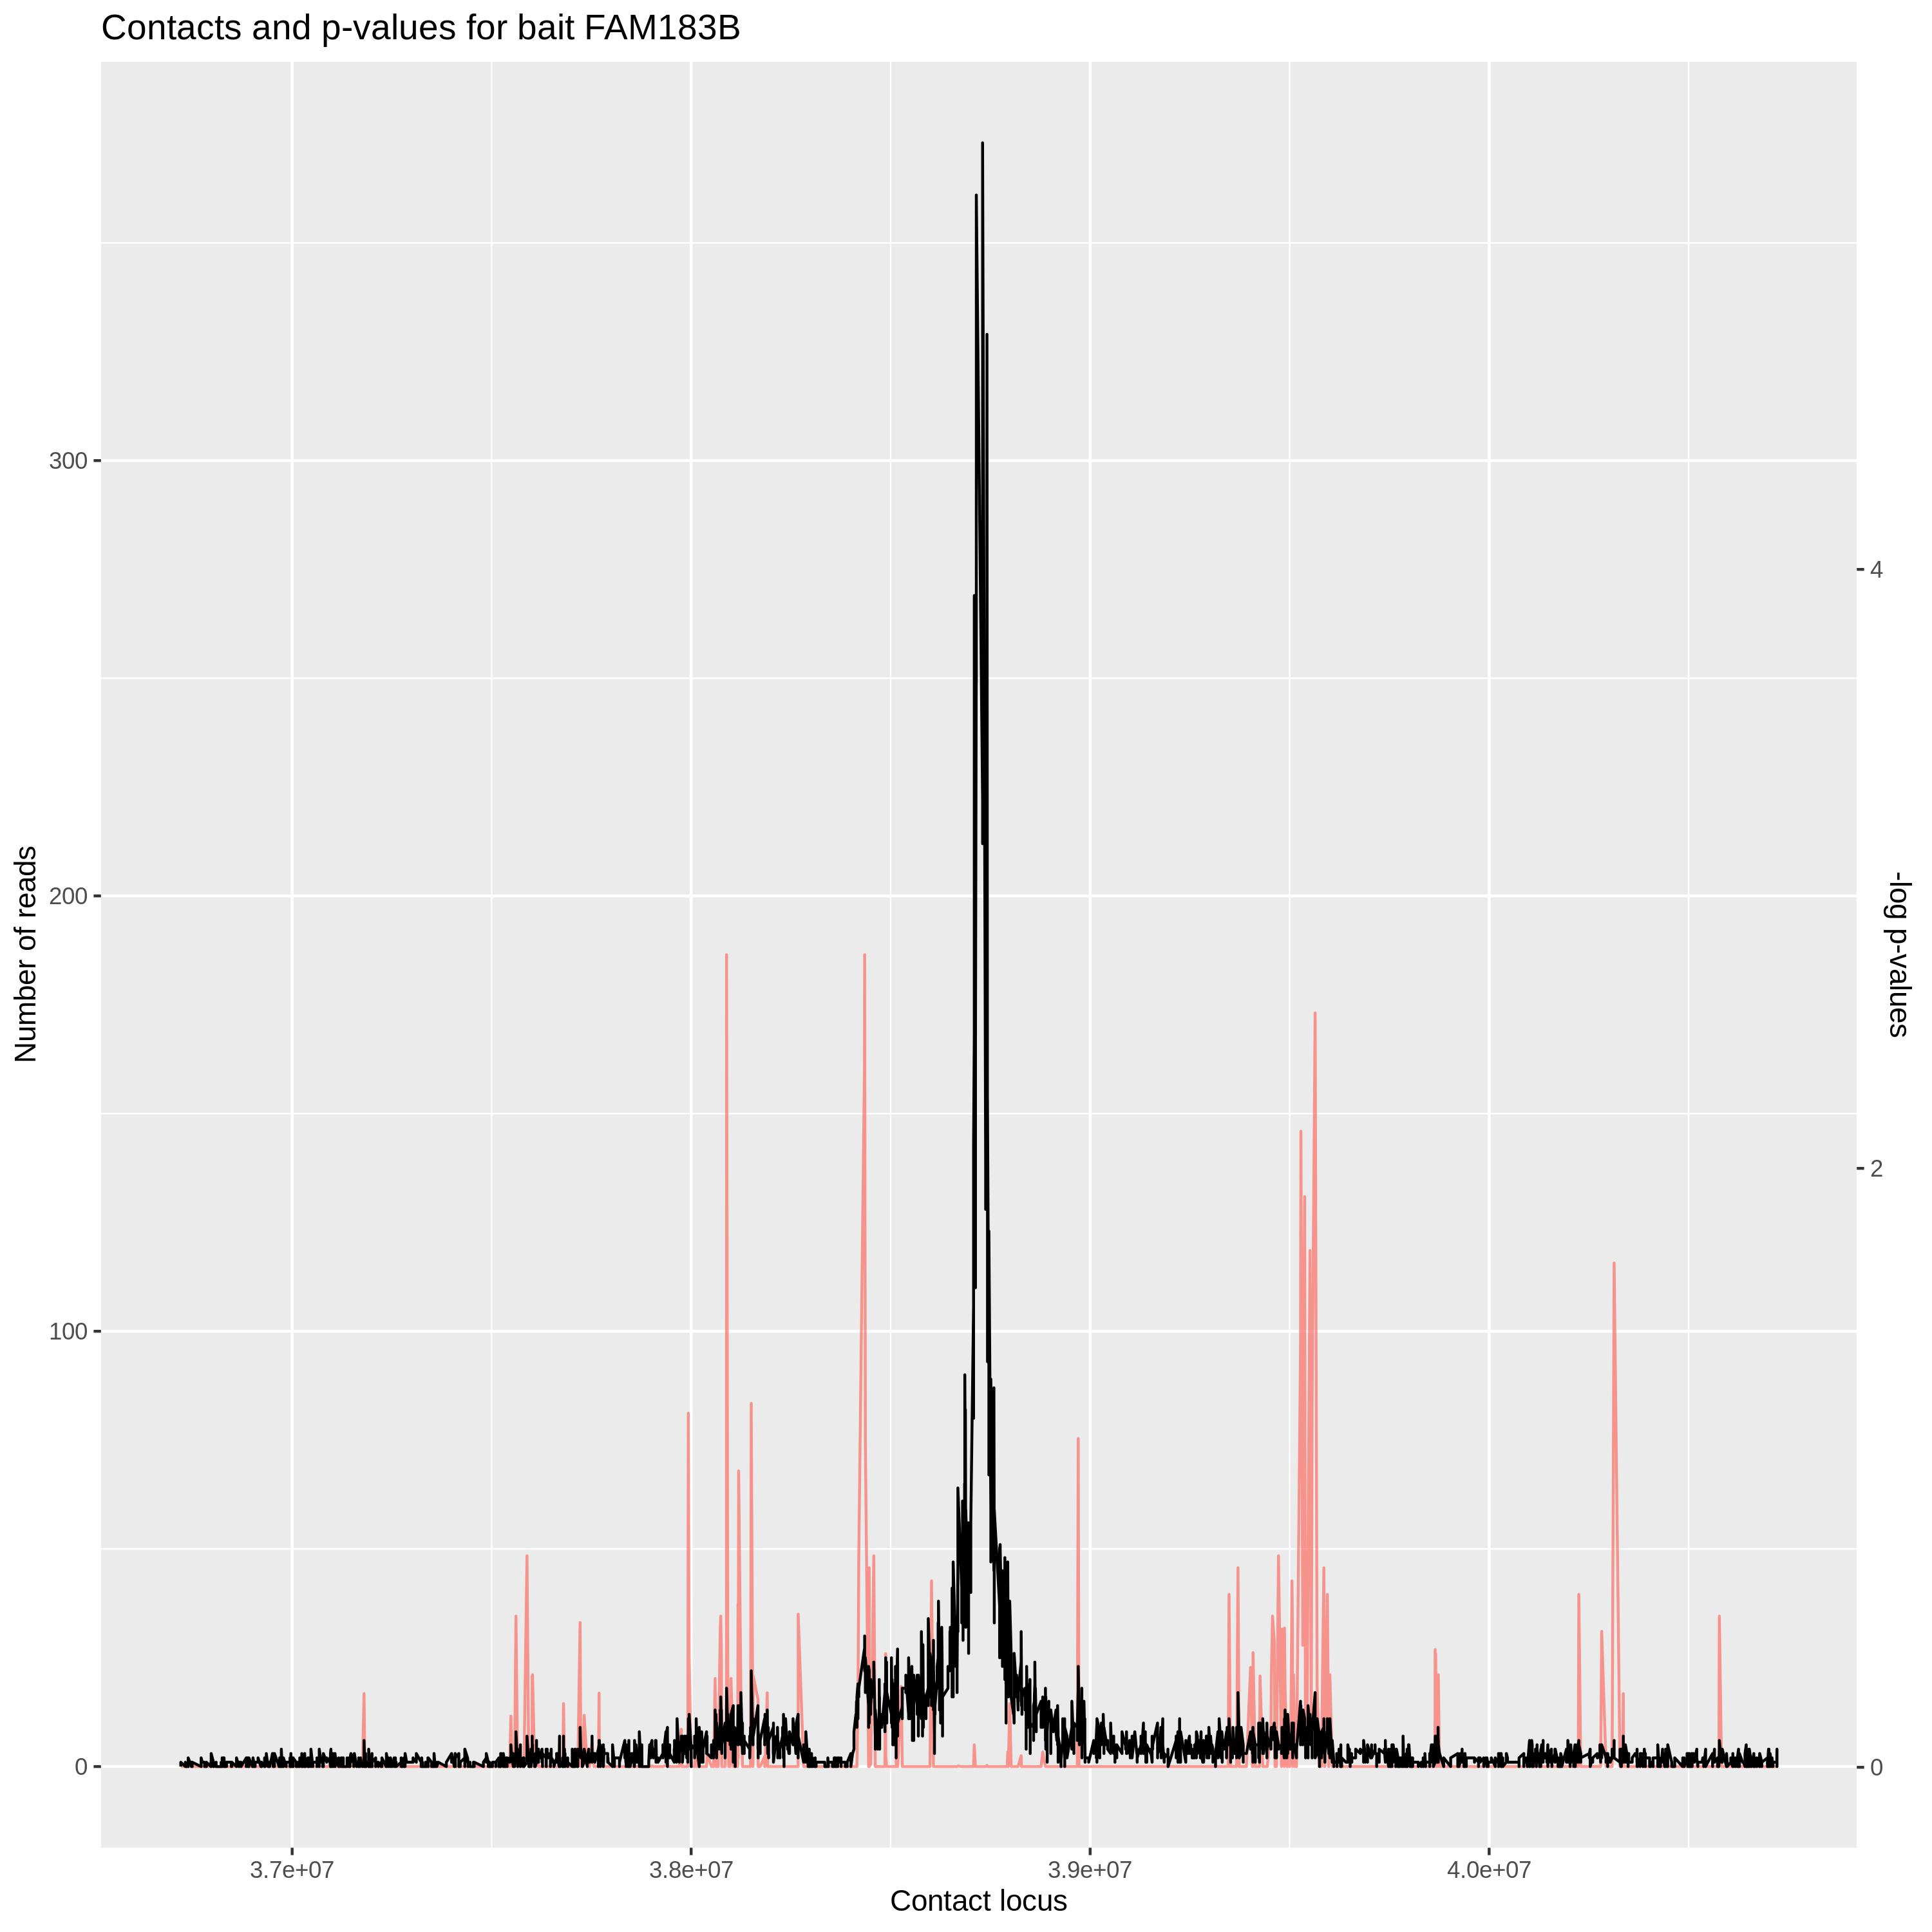 Contacts and p-values for bait FAM183B
Number of reads
300
200
100
0
4
2
0
-log p-values
3.7e+07
3.8e+07
3.9e+07
4.0e+07
Contact locus